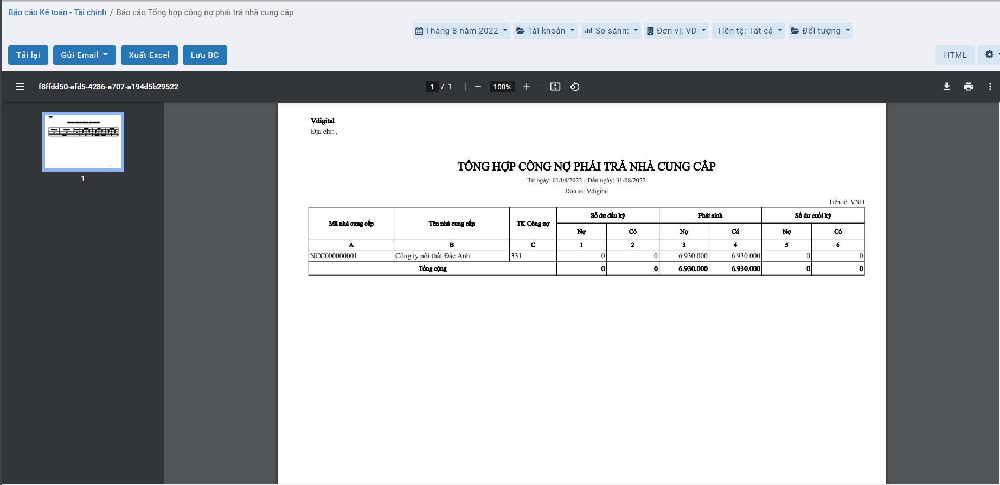 Báo cáo Kế toán - Tài chính / Báo cáo Tổng hợp công nợ phải trả nhà cung cấp
Tháng 8 năm 2022 Tài khoản So sánh: Đơn vị: VD Tiền tệ: Tất cả Đối tượng
Tải lại Gửi Email Xuất Excel Lưu BC HTML
f8ffdd50-efd5-4286-a707-a194d5b29522 1 / 1 100%
1
Vdigital
Địa chỉ: ,
TỔNG HỢP CÔNG NỢ PHẢI TRẢ NHÀ CUNG CẤP
Từ ngày: 01/08/2022 - Đến ngày: 31/08/2022
Đơn vị: Vdigital
Tiền tệ: VND
Mã nhà cung cấp Tên nhà cung cấp TK Công nợ Số dư đầu kỳ Phát sinh Số dư cuối kỳ
Nợ Có Nợ Có Nợ Có
A B C 1 2 3 4 5 6
NCC000000001 Công ty nội thất Đắc Anh 331 0 0 6.930.000 6.930.000 0 0
Tổng cộng 0 0 6.930.000 6.930.000 0 0